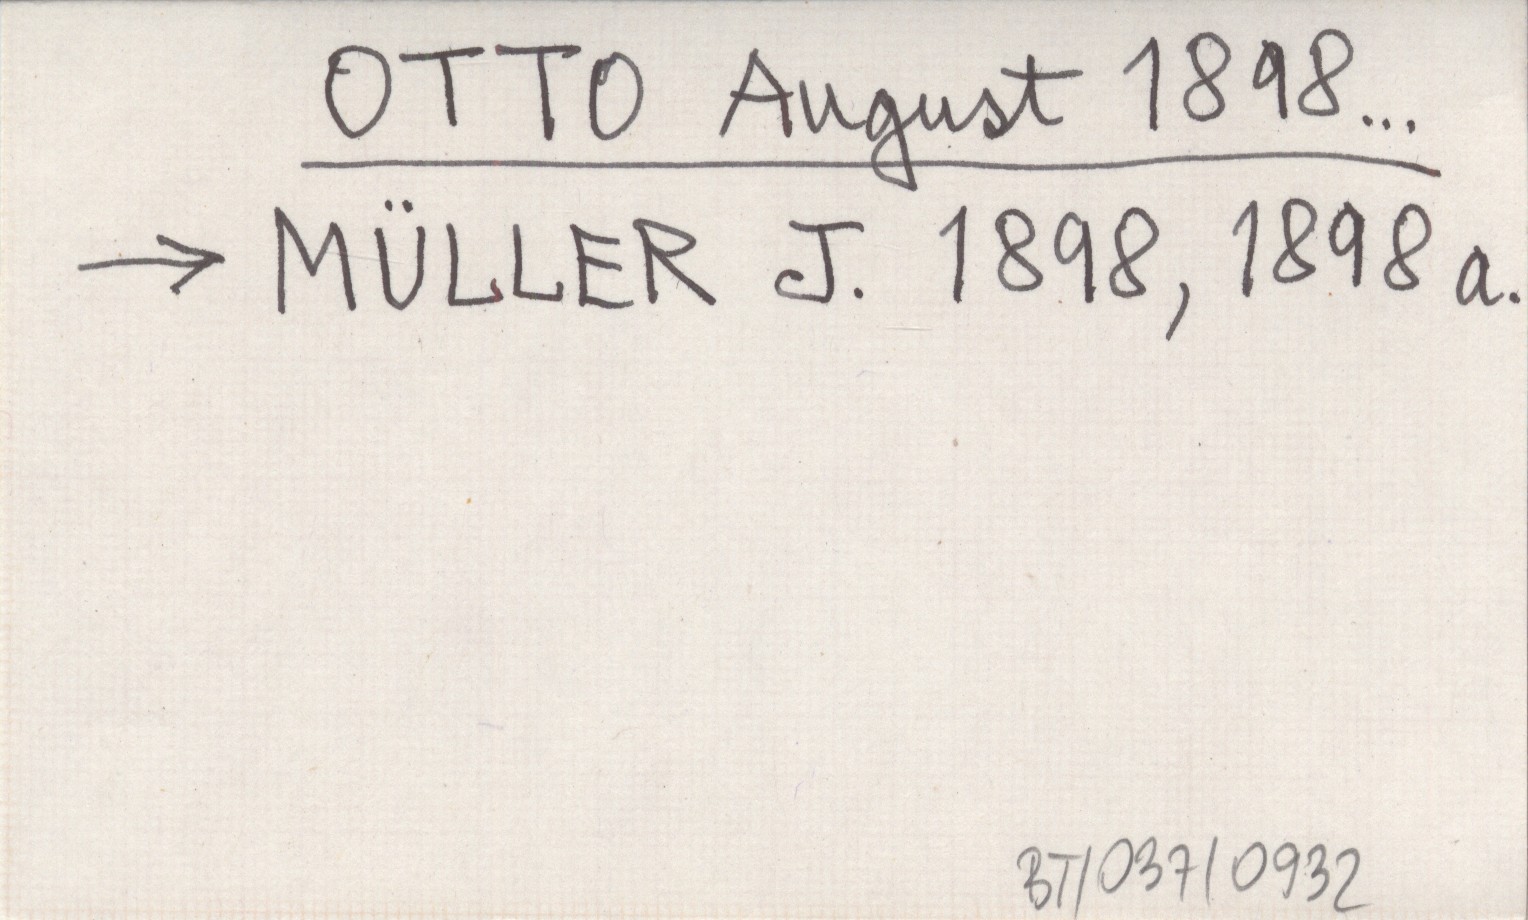 OTTO August 1898...
→ MÜLLER J. 1898, 1898 a.
BT/037/0932